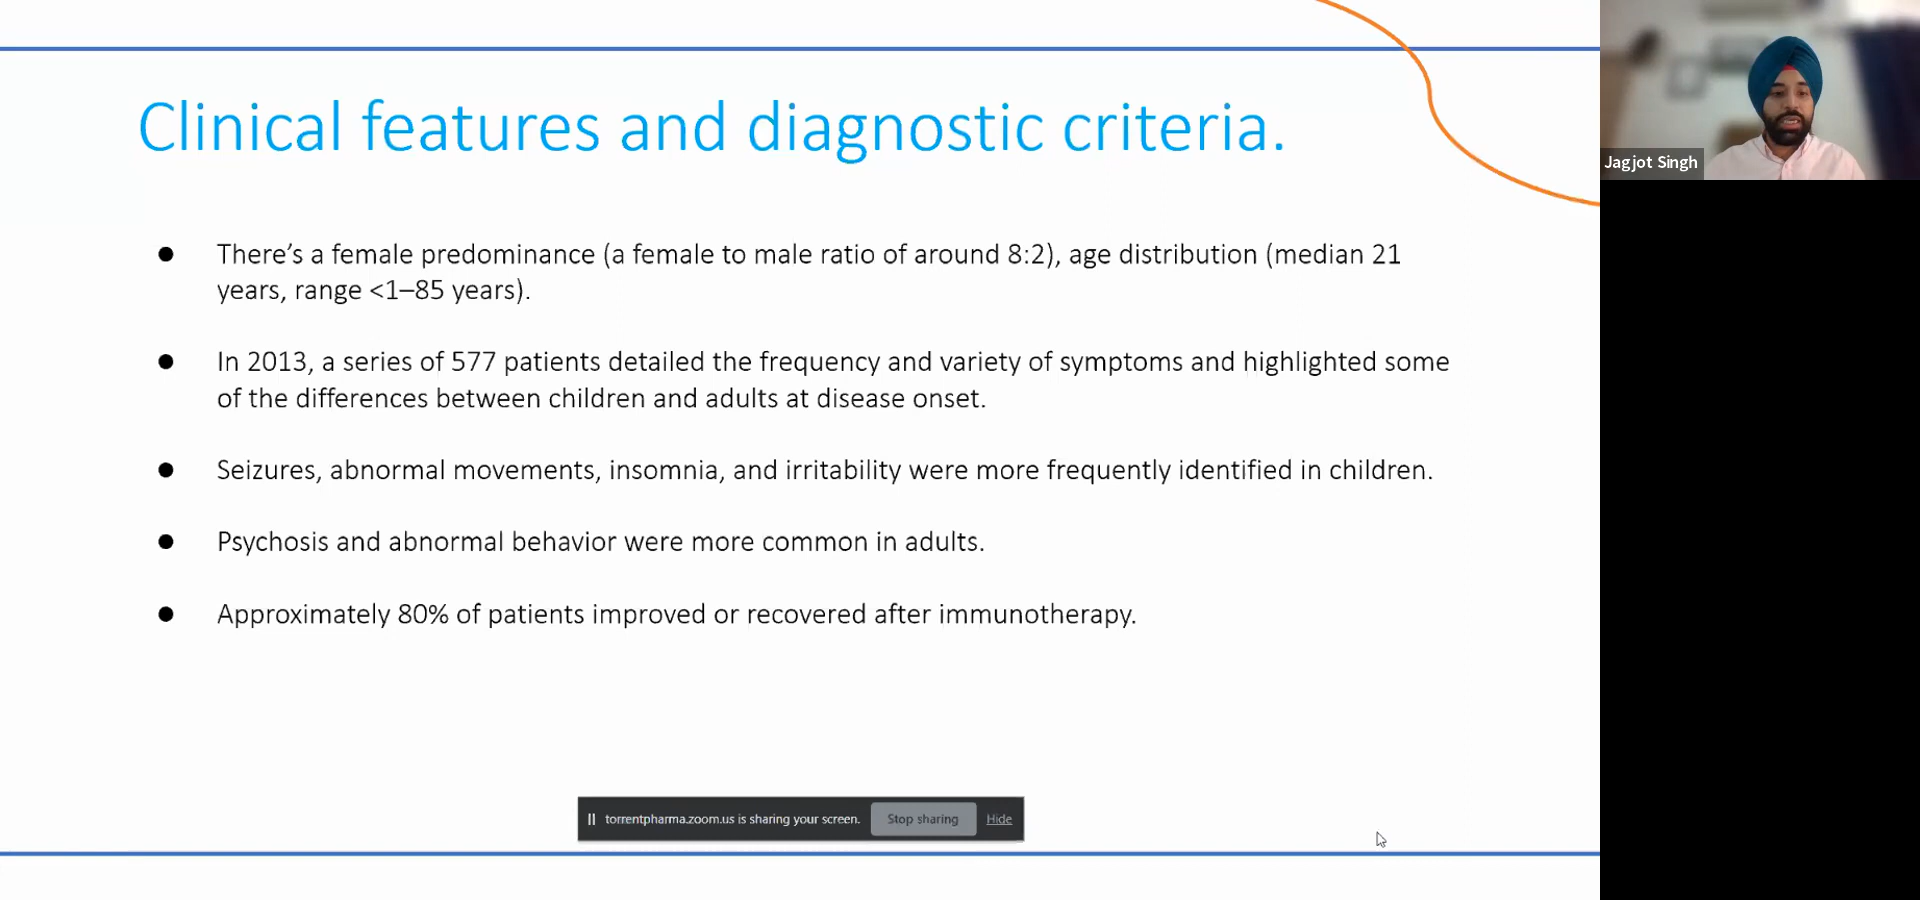 Clinical features and diagnostic criteria.
● There’s a female predominance (a female to male ratio of around 8:2), age distribution (median 21
years, range <1–85 years).
● In 2013, a series of 577 patients detailed the frequency and variety of symptoms and highlighted some
of the differences between children and adults at disease onset.
● Seizures, abnormal movements, insomnia, and irritability were more frequently identified in children.
● Psychosis and abnormal behavior were more common in adults.
● Approximately 80% of patients improved or recovered after immunotherapy.
torrentpharma.zoom.us is sharing your screen. Stop sharing Hide
Jagjot Singh